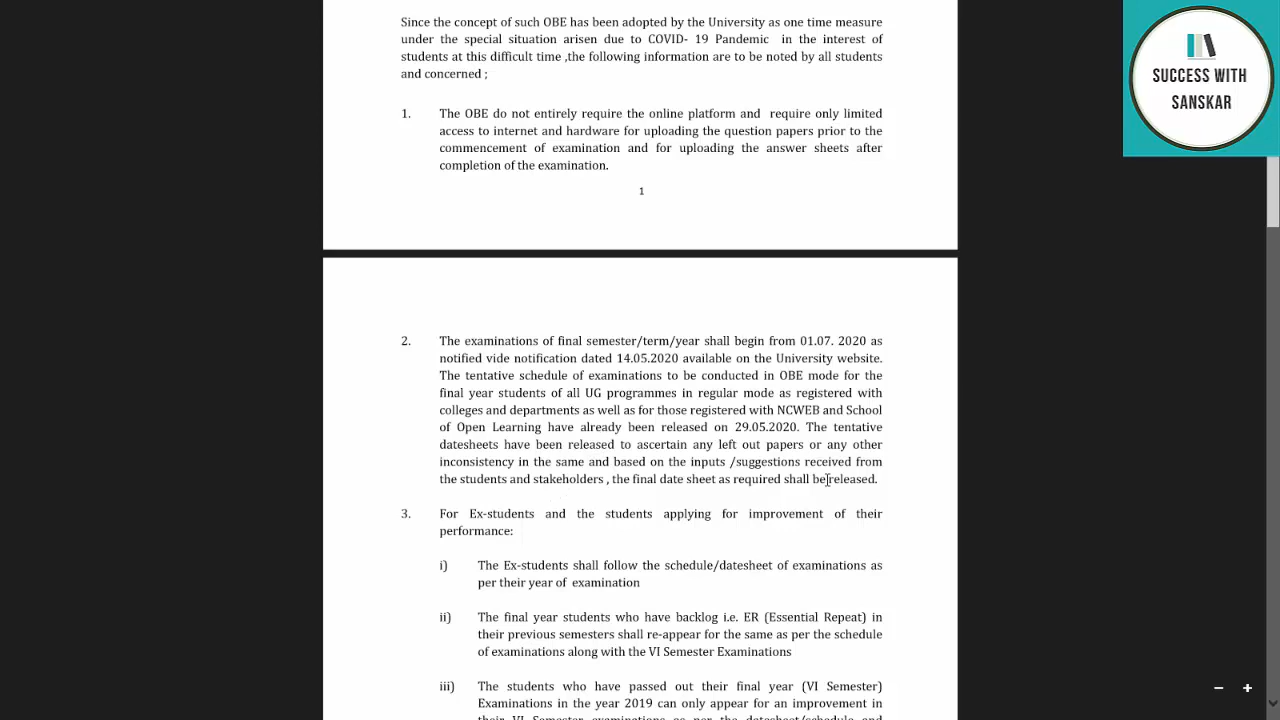 Since the concept of such OBE has been adopted by the University as one time measure
under the special situation arisen due to COVID- 19 Pandemic in the interest of
students at this difficult time ,the following information are to be noted by all students
and concerned ;
1. The OBE do not entirely require the online platform and require only limited
access to internet and hardware for uploading the question papers prior to the
commencement of examination and for uploading the answer sheets after
completion of the examination.
1
2. The examinations of final semester/term/year shall begin from 01.07. 2020 as
notified vide notification dated 14.05.2020 available on the University website.
The tentative schedule of examinations to be conducted in OBE mode for the
final year students of all UG programmes in regular mode as registered with
colleges and departments as well as for those registered with NCWEB and School
of Open Learning have already been released on 29.05.2020. The tentative
datesheets have been released to ascertain any left out papers or any other
inconsistency in the same and based on the inputs /suggestions received from
the students and stakeholders , the final date sheet as required shall be released.
3. For Ex-students and the students applying for improvement of their
performance:
i) The Ex-students shall follow the schedule/datesheet of examinations as
per their year of examination
ii) The final year students who have backlog i.e. ER (Essential Repeat) in
their previous semesters shall re-appear for the same as per the schedule
of examinations along with the VI Semester Examinations
iii) The students who have passed out their final year (VI Semester)
Examinations in the year 2019 can only appear for an improvement in
their VI Semester examinations as per the datesheet/schedule and
SUCCESS WITH
SANSKAR